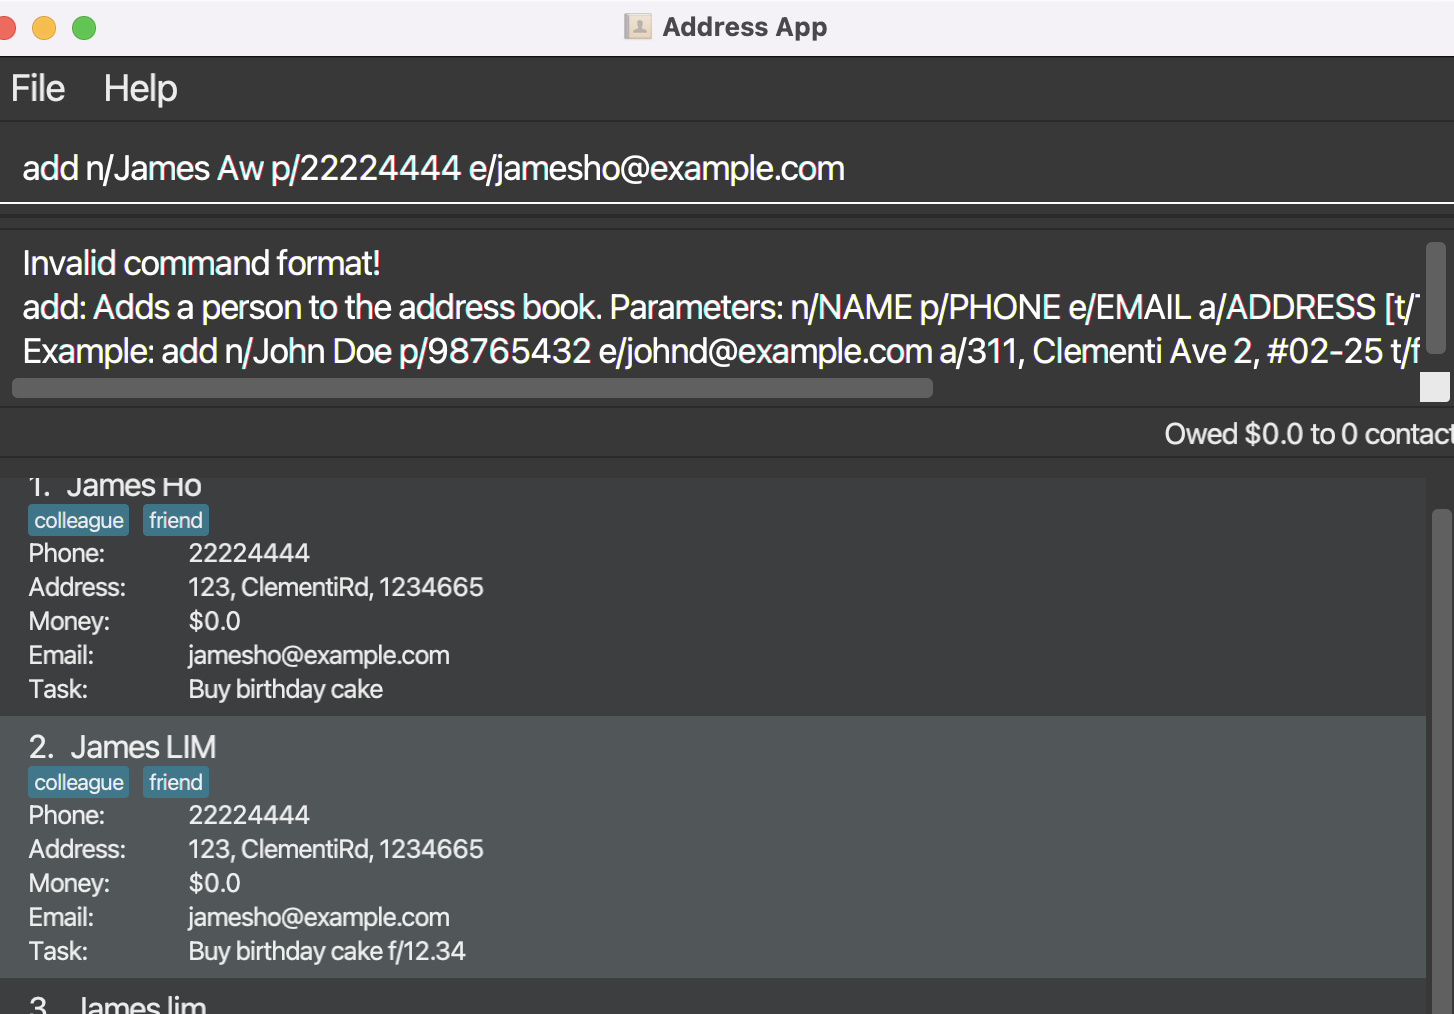 Address App
File Help
add n/James Aw p/22224444 e/jamesho@example.com
Invalid command format!
add: Adds a person to the address book. Parameters: n/NAME p/PHONE e/EMAIL a/ADDRESS [t/
Example: add n/John Doe p/98765432 e/johnd@example.com a/311, Clementi Ave 2, #02-25 t/f
Owed $0.0 to 0 contact
1. James Ho
colleague friend
Phone: 22224444
Address: 123, ClementiRd, 1234665
Money: $0.0
Email: jamesho@example.com
Task: Buy birthday cake
2. James LIM
colleague friend
Phone: 22224444
Address: 123, ClementiRd, 1234665
Money: $0.0
Email: jamesho@example.com
Task: Buy birthday cake f/12.34
3. James lim